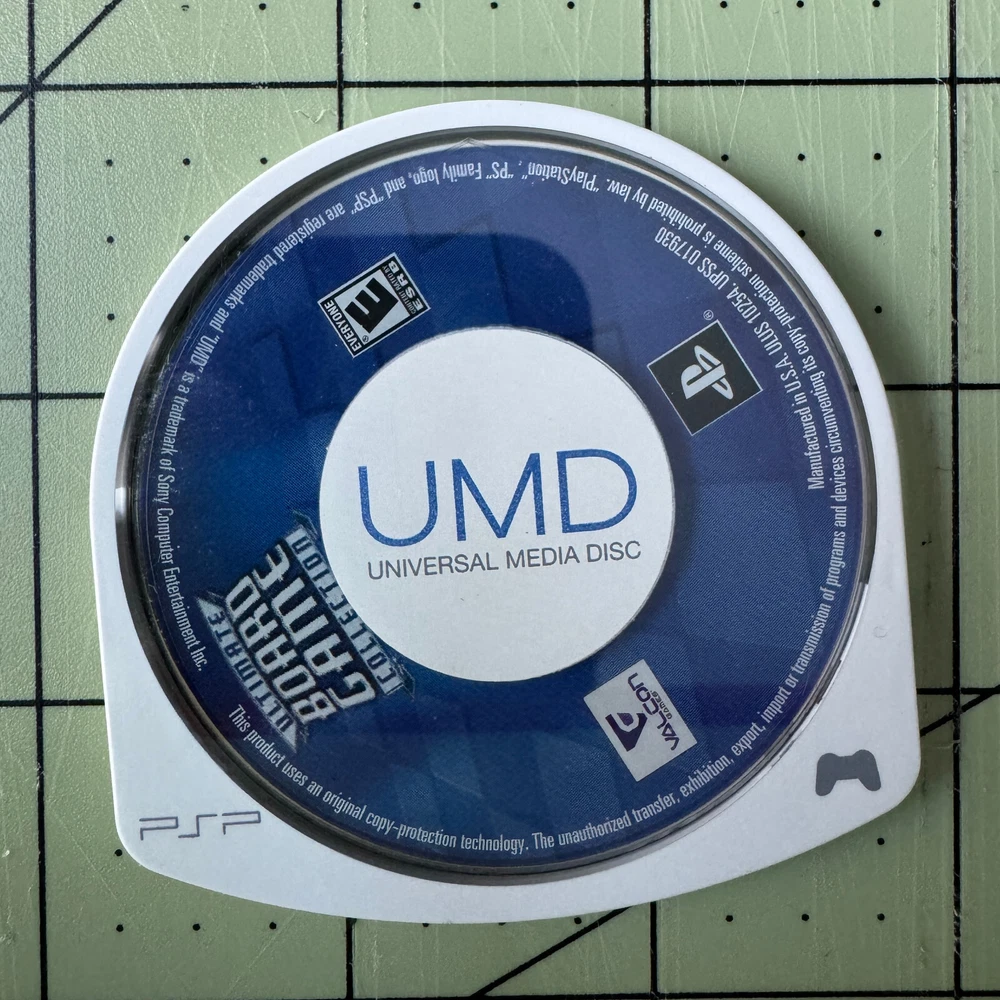 UMD
UNIVERSAL MEDIA DISC
ULTIMATE
BOARD
GAME
COLLECTION
EVERYONE
E
CONTENT RATED BY
ESRB
®
VALCON
GAMES
Manufactured in U.S.A. ULUS 10254. UPSS 017930
This product uses an original copy-protection technology. The unauthorized transfer, exhibition, export, import or transmission of programs and devices circumventing its copy-protection scheme is prohibited by law. "PlayStation", "PS" Family logo, and "PSP" are registered trademarks and "UMD" is a trademark of Sony Computer Entertainment Inc.
PSP